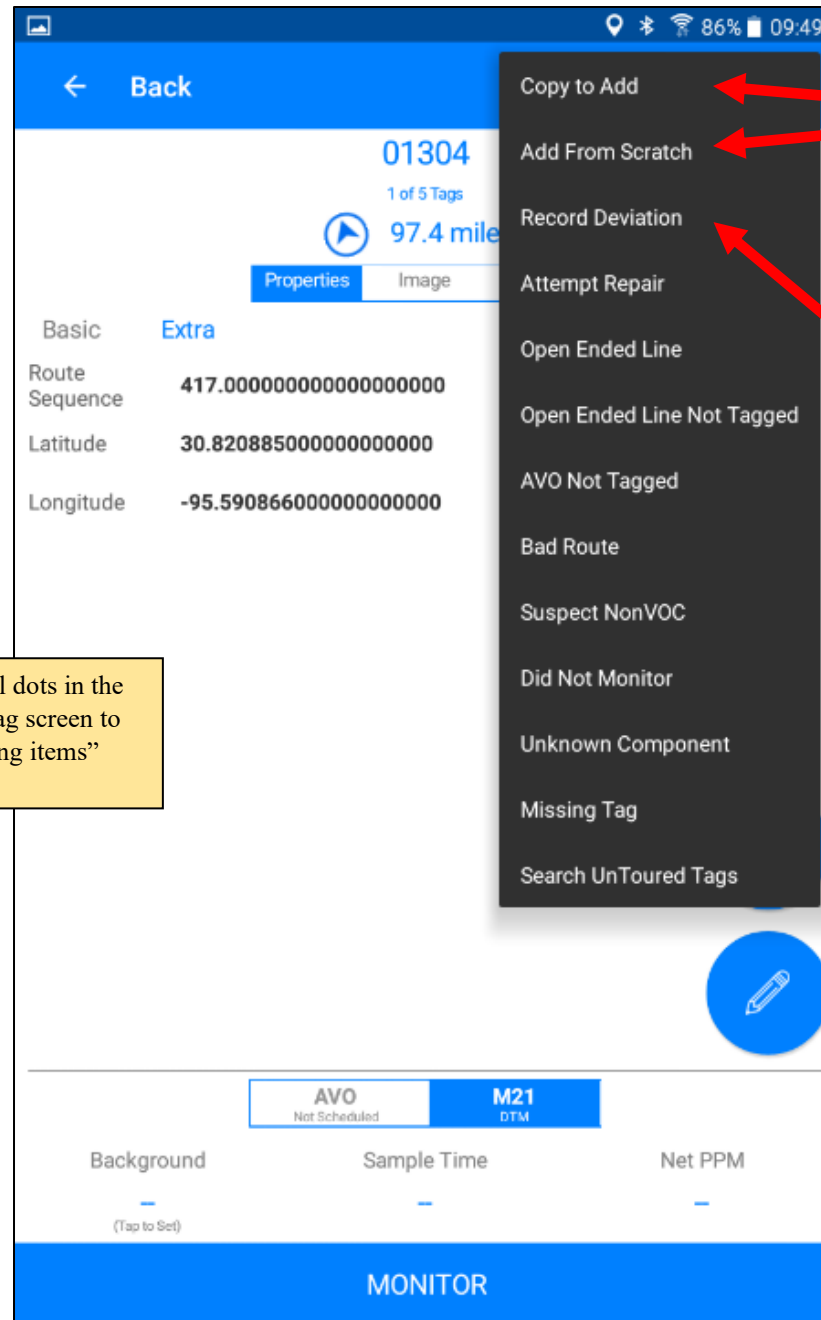 86% 09:49
Back
01304
1 of 5 Tags
97.4 mile
Properties Image
Basic Extra
Route
Sequence 417.000000000000000000
Latitude 30.820885000000000000
Longitude -95.590866000000000000
Copy to Add
Add From Scratch
Record Deviation
Attempt Repair
Open Ended Line
Open Ended Line Not Tagged
AVO Not Tagged
Bad Route
Suspect NonVOC
Did Not Monitor
Unknown Component
Missing Tag
Search UnToured Tags
dots in the
screen to
items”
AVO M21
Not Scheduled DTM
Background Sample Time Net PPM
-- -- --
(Tap to Set)
MONITOR